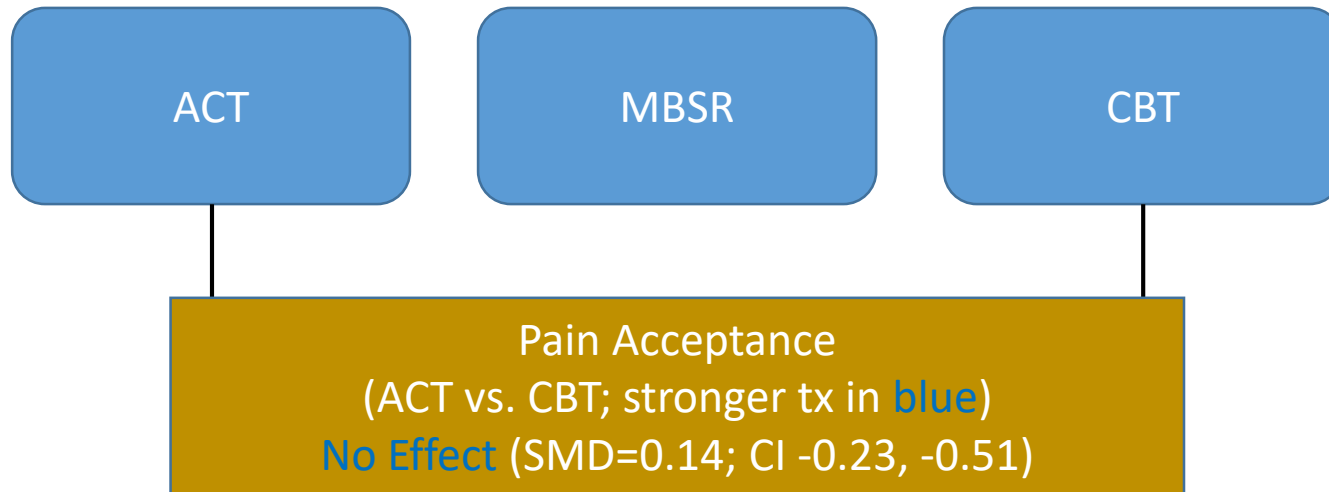 ACT
MBSR
CBT
Pain Acceptance
(ACT vs. CBT; stronger tx in blue)
No Effect (SMD=0.14; CI -0.23, -0.51)